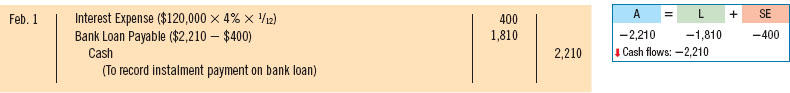 Feb. 1 Interest Expense ($120,000 × 4% × 1/12) 400
Bank Loan Payable ($2,210 − $400) 1,810
Cash 2,210
(To record instalment payment on bank loan)
A = L + SE
−2,210 −1,810 −400
⬇ Cash flows: −2,210